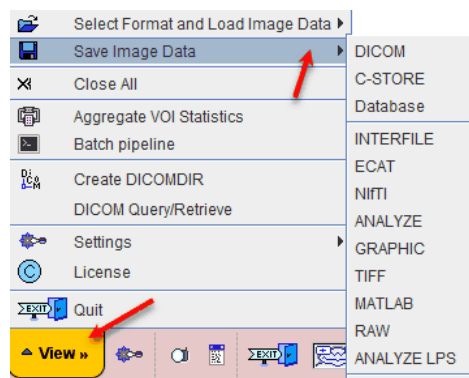 Select Format and Load Image Data
Save Image Data
Close All
Aggregate VOI Statistics
Batch pipeline
Create DICOMDIR
DICOM Query/Retrieve
Settings
License
Quit
View »
DICOM
C-STORE
Database
INTERFILE
ECAT
NIfTI
ANALYZE
GRAPHIC
TIFF
MATLAB
RAW
ANALYZE LPS
DiCOM
EXIT
EXIT